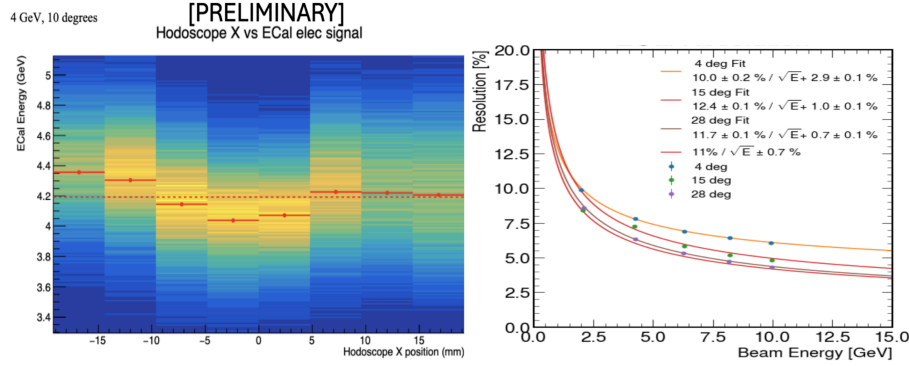 4 GeV, 10 degrees
[PRELIMINARY]
Hodoscope X vs ECal elec signal
ECal Energy (GeV)
5
4.8
4.6
4.4
4.2
4
3.8
3.6
3.4
−15
−10
−5
0
5
10
15
Hodoscope X position (mm)
Resolution [%]
20.0
17.5
15.0
12.5
10.0
7.5
5.0
2.5
0.0
4 deg Fit
10.0 ± 0.2 % / √E+ 2.9 ± 0.1 %
15 deg Fit
12.4 ± 0.1 % / √E+ 1.0 ± 0.1 %
28 deg Fit
11.7 ± 0.1 % / √E+ 0.7 ± 0.1 %
11% / √E ± 0.7 %
4 deg
15 deg
28 deg
0.0
2.5
5.0
7.5
10.0
12.5
15.0
Beam Energy [GeV]